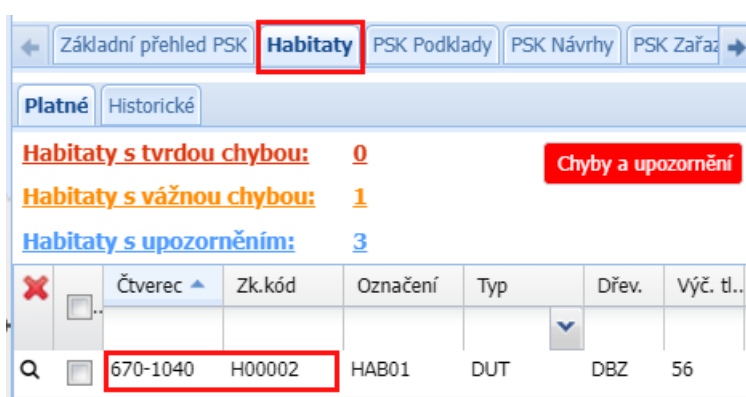 Základní přehled PSK Habitaty PSK Podklady PSK Návrhy PSK Zařaz
Platné Historické
Habitaty s tvrdou chybou: 0
Chyby a upozornění
Habitaty s vážnou chybou: 1
Habitaty s upozorněním: 3
Čtverec Zk.kód Označení Typ Dřev. Výč. tl..
670-1040 H00002 HAB01 DUT DBZ 56